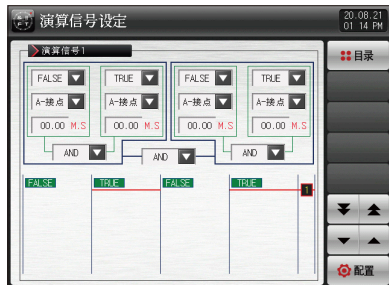 演算信号设定
20.08.21
01 14 PM
演算信号1
目录
FALSE TRUE FALSE TRUE
A-接点 A-接点 A-接点 A-接点
00.00 M.S 00.00 M.S 00.00 M.S 00.00 M.S
AND AND AND
FALSE TRUE FALSE TRUE
1
配置